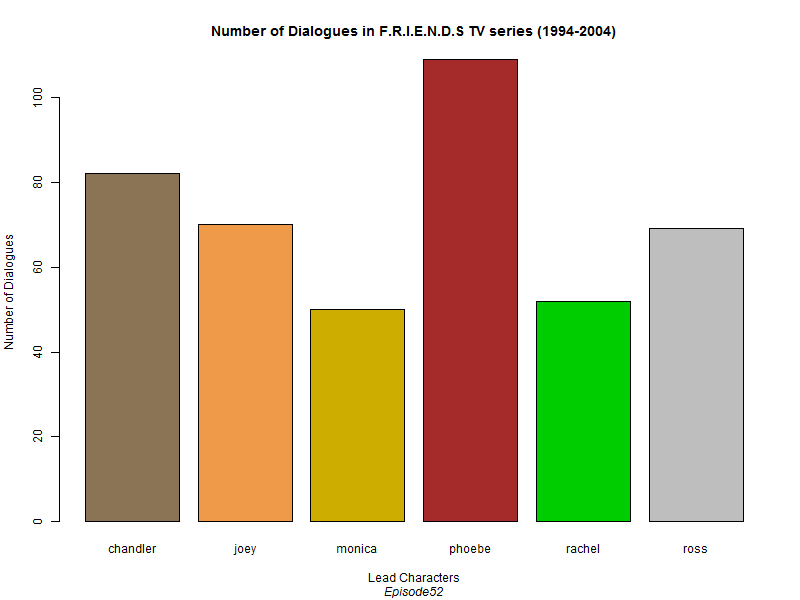 Number of Dialogues in F.R.I.E.N.D.S TV series (1994-2004)
Number of Dialogues
100
80
60
40
20
0
chandler joey monica phoebe rachel ross
Lead Characters
Episode52